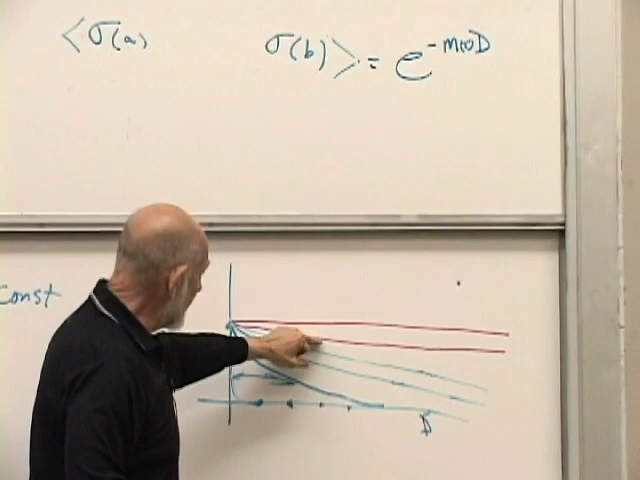 < σ(a) σ(b) > = e^{-m(t)D}
const
D